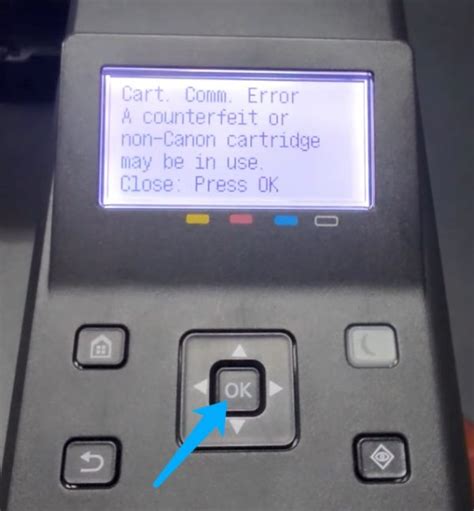 Cart. Comm. Error
A counterfeit or
non-Canon cartridge
may be in use.
Close: Press OK
OK